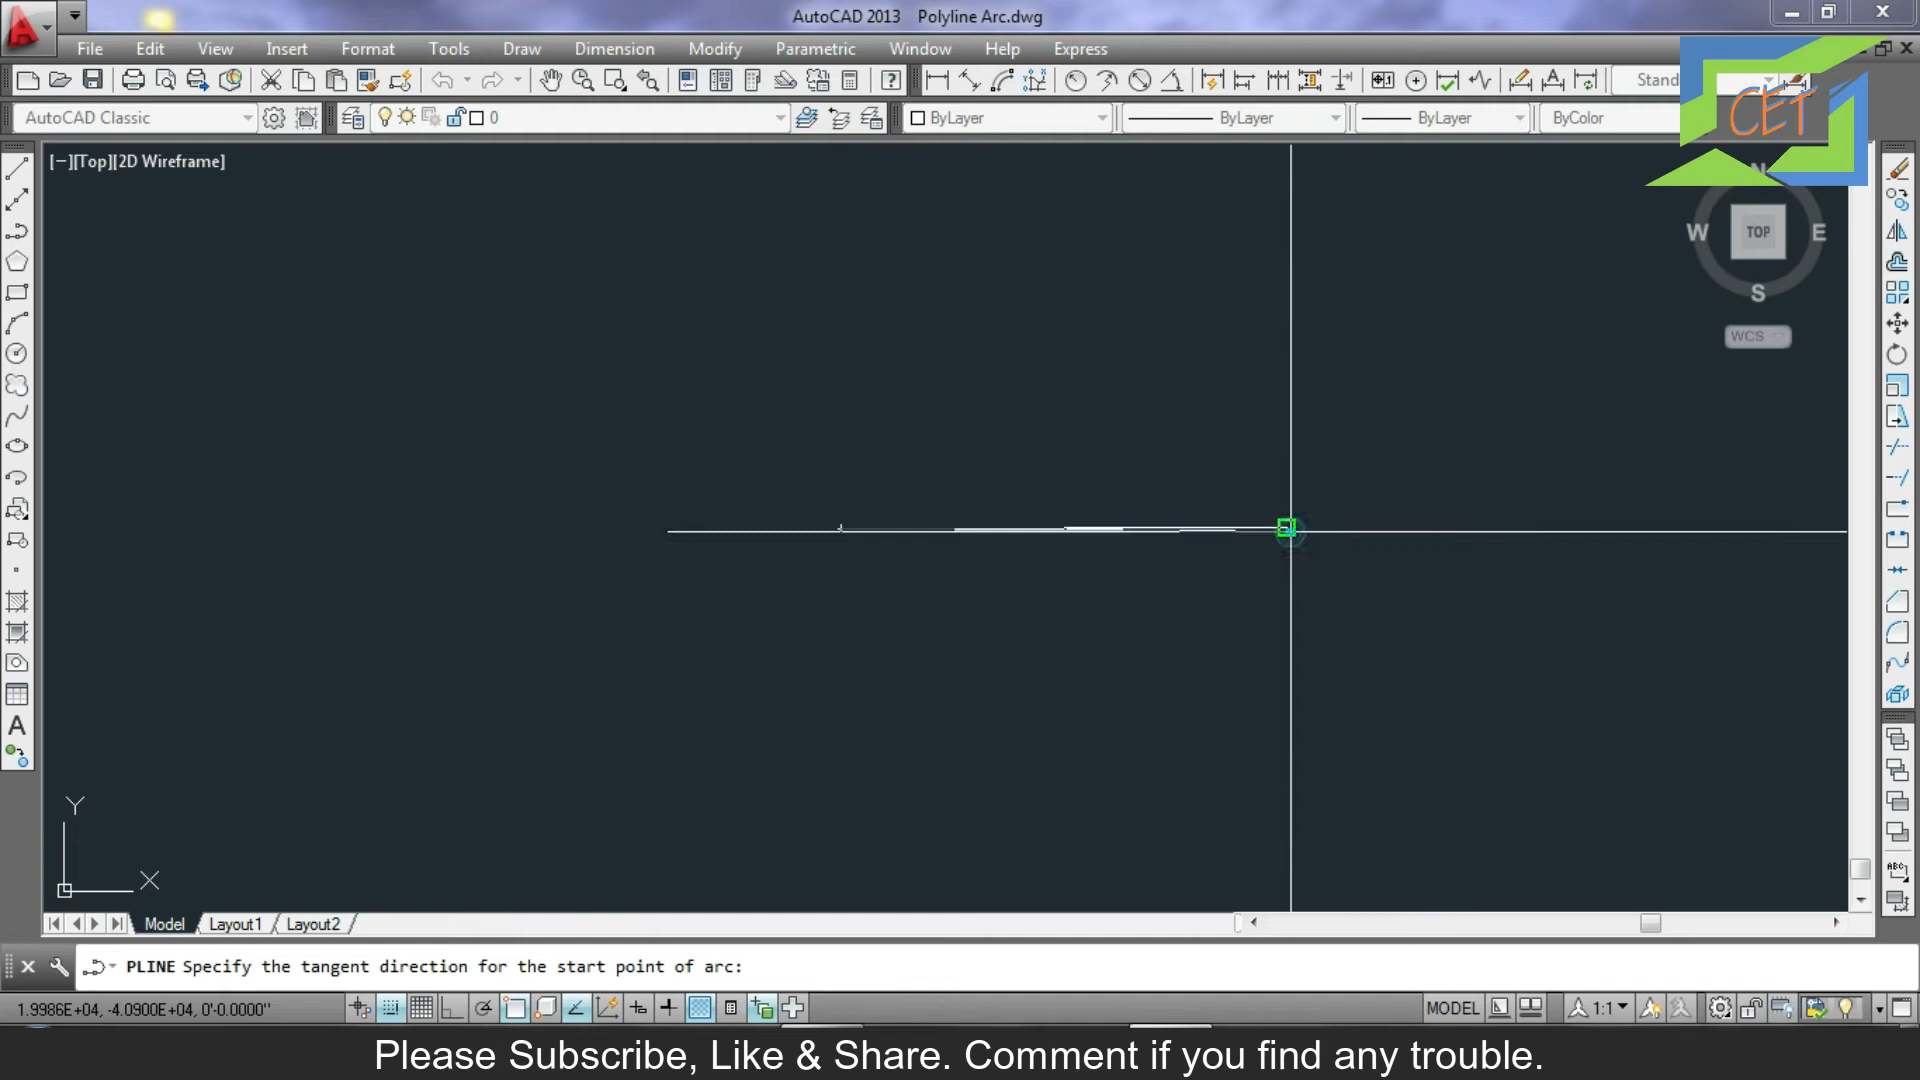 AutoCAD 2013 Polyline Arc.dwg
File Edit View Insert Format Tools Draw Dimension Modify Parametric Window Help Express
Stand
AutoCAD Classic 0 ByLayer ByLayer ByLayer ByColor
CET
[−][Top][2D Wireframe]
N
W TOP E
S
WCS
A
ABC
Y
X
Model Layout1 Layout2
PLINE Specify the tangent direction for the start point of arc:
1.9986E+04, -4.0900E+04, 0'-0.0000" MODEL 1:1
Please Subscribe, Like & Share. Comment if you find any trouble.